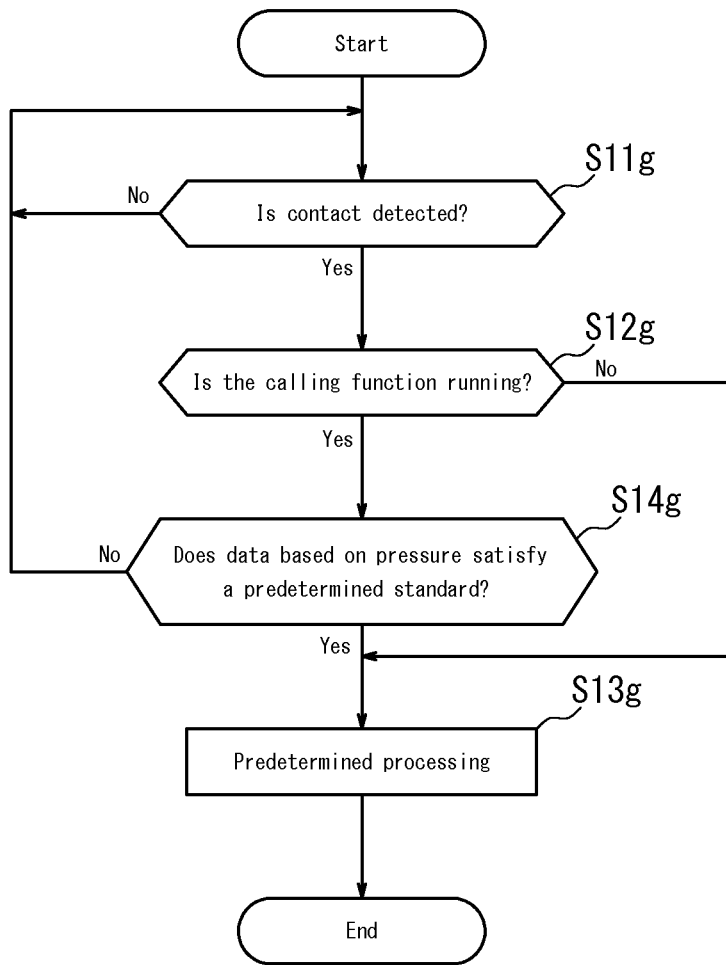 Start
S11g
No
Is contact detected?
Yes
S12g
Is the calling function running?
No
Yes
S14g
No
Does data based on pressure satisfy
a predetermined standard?
Yes
S13g
Predetermined processing
End